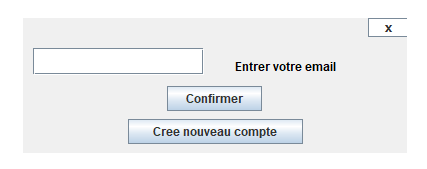 x
Entrer votre email
Confirmer
Cree nouveau compte